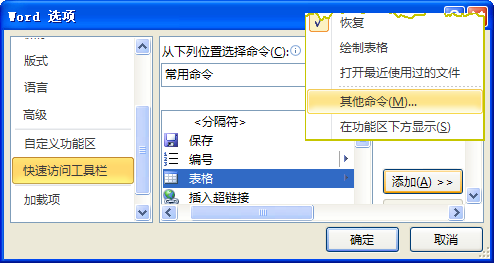 Word 选项
恢复
绘制表格
打开最近使用过的文件
其他命令(M)...
在功能区下方显示(S)
版式
语言
高级
自定义功能区
快速访问工具栏
加载项
从下列位置选择命令(C):
常用命令
<分隔符>
保存
编号
表格
插入超链接
添加(A) >>
确定
取消